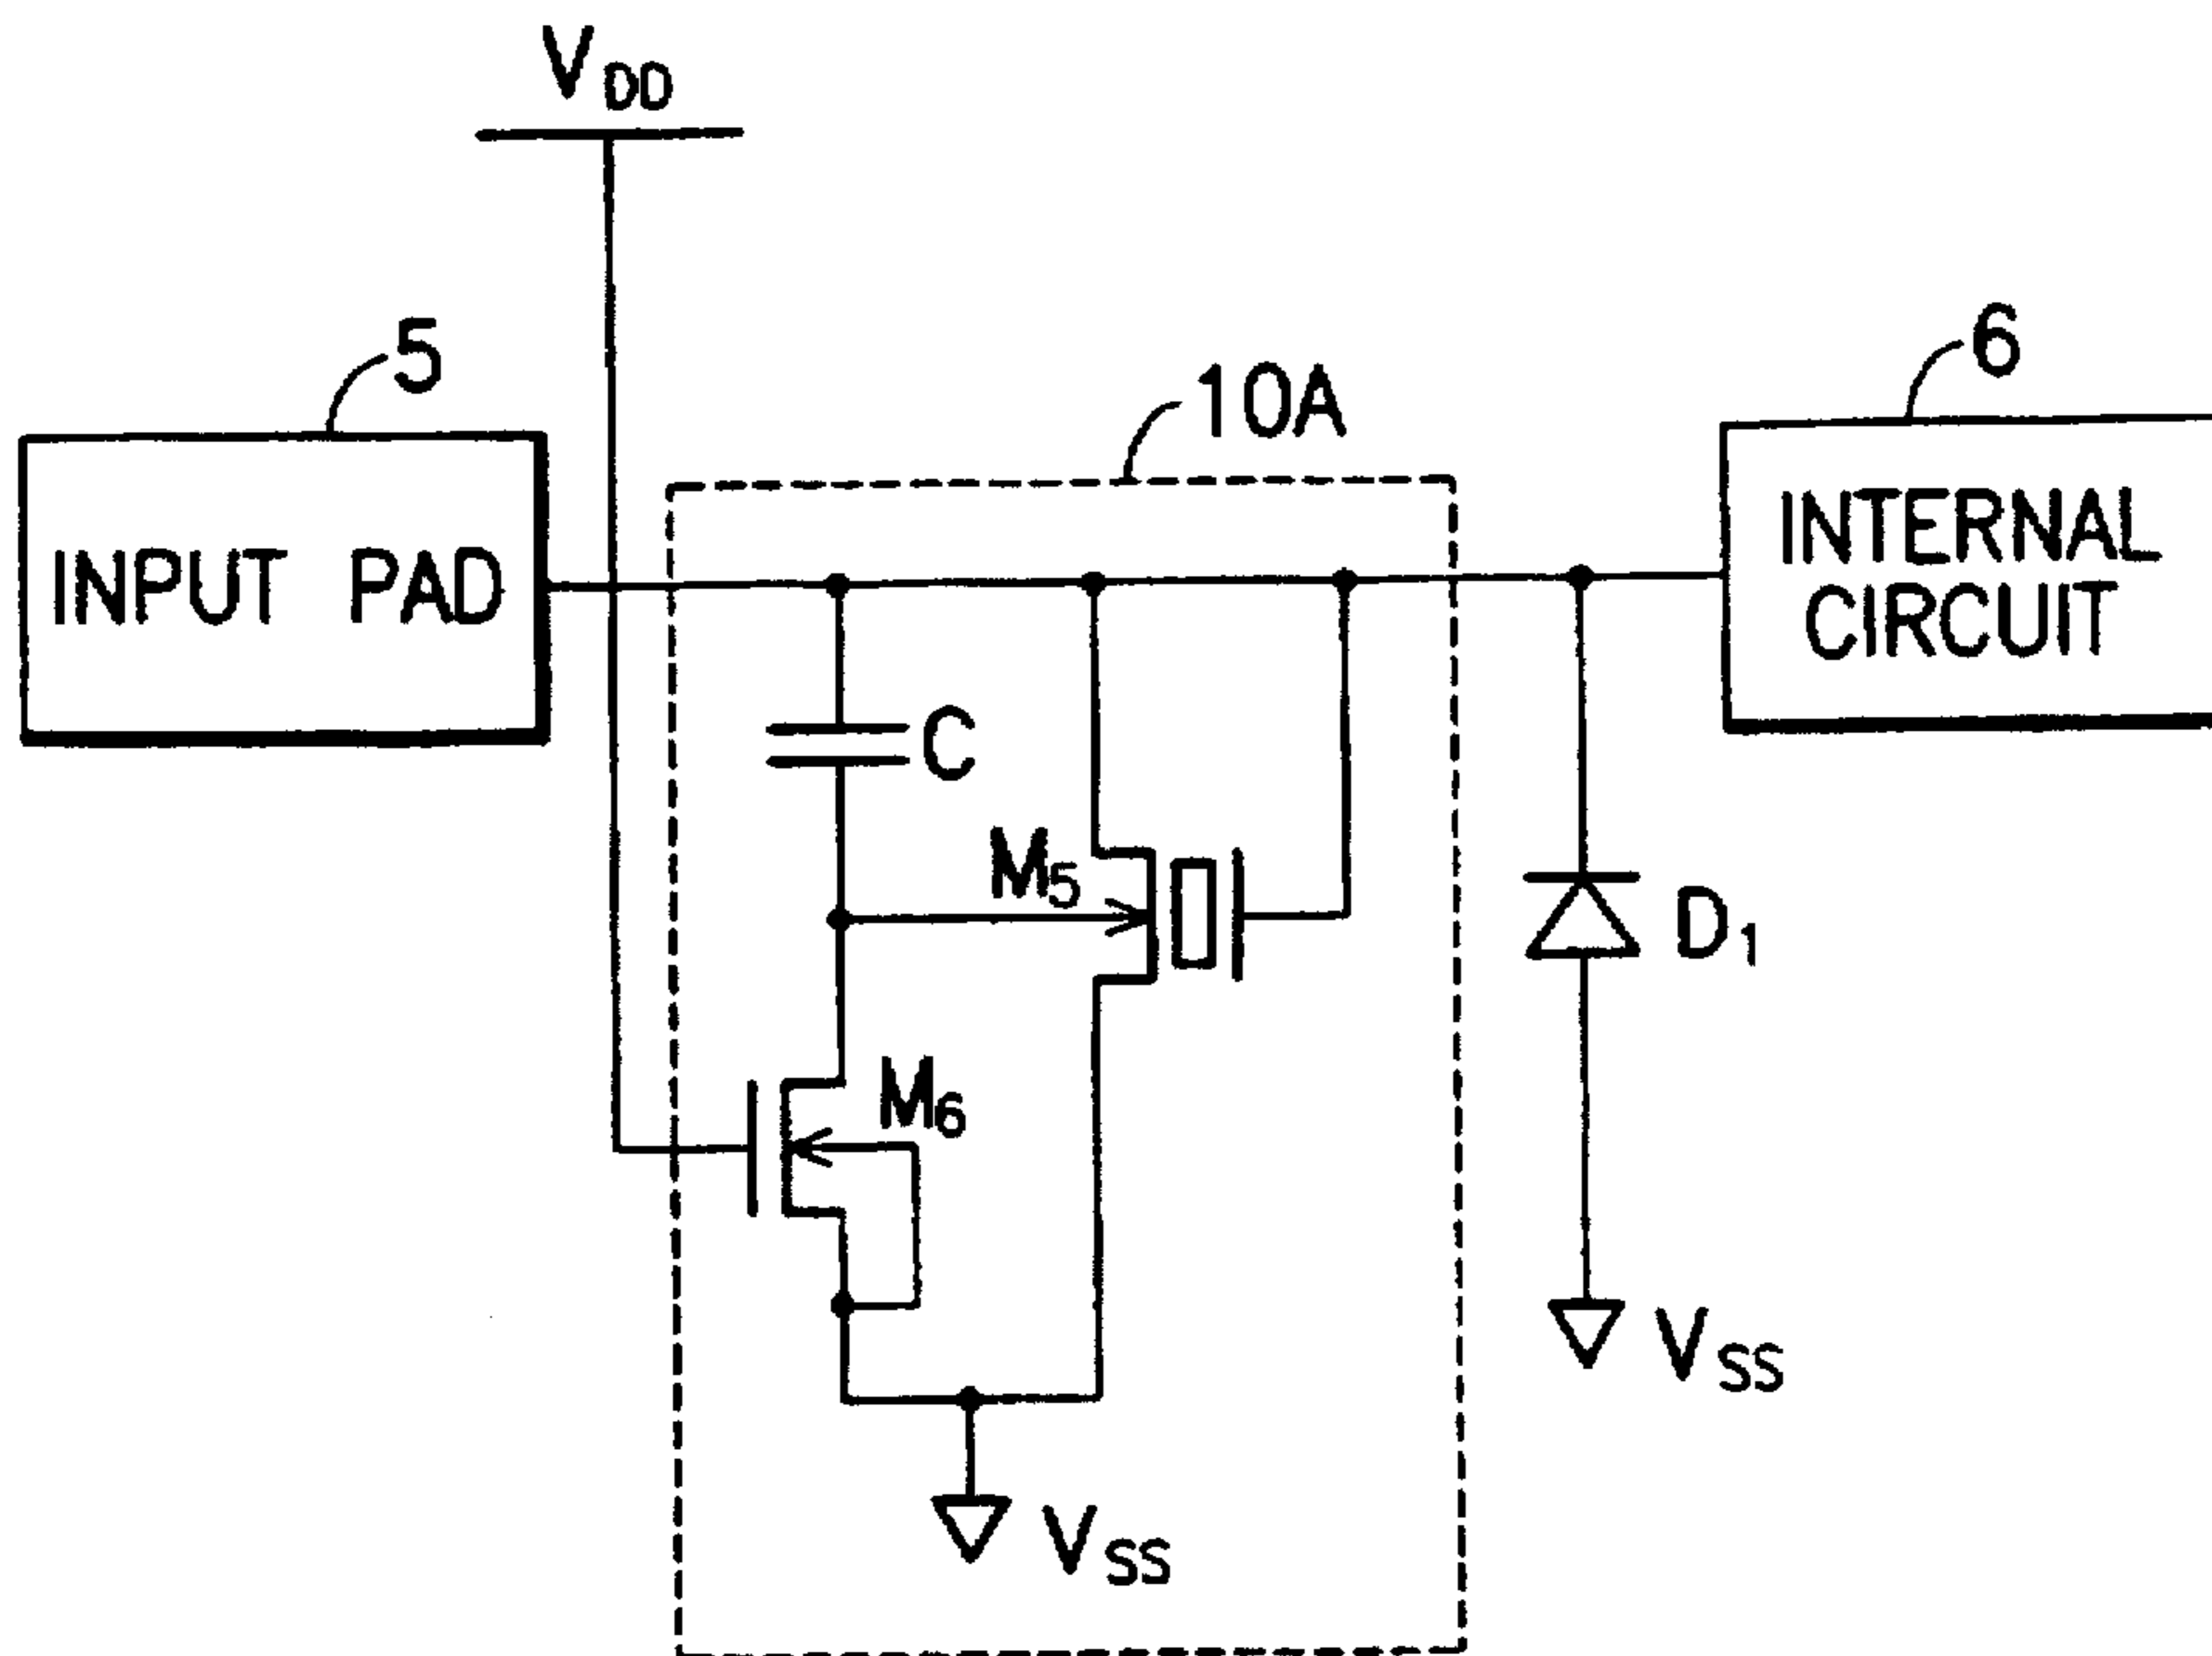 VDD
5
10A
6
INPUT PAD
INTERNAL
CIRCUIT
C
M5
D1
M6
VSS
VSS